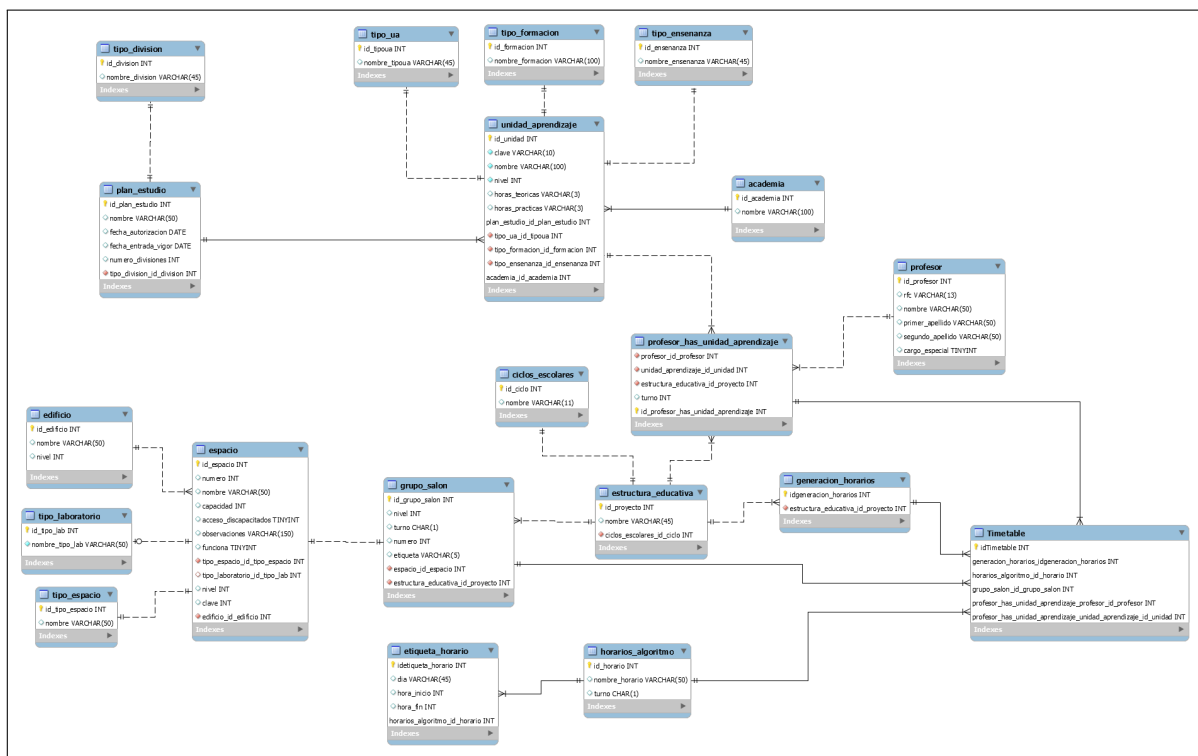 tipo_division
id_division INT
nombre_division VARCHAR(45)
Indexes
tipo_ua
id_tipoua INT
nombre_tipoua VARCHAR(45)
Indexes
tipo_formacion
id_formacion INT
nombre_formacion VARCHAR(100)
Indexes
tipo_ensenanza
id_ensenanza INT
nombre_ensenanza VARCHAR(45)
Indexes
unidad_aprendizaje
id_unidad INT
clave VARCHAR(10)
nombre VARCHAR(100)
nivel INT
horas_teoricas VARCHAR(3)
horas_practicas VARCHAR(3)
plan_estudio_id_plan_estudio INT
tipo_ua_id_tipoua INT
tipo_formacion_id_formacion INT
tipo_ensenanza_id_ensenanza INT
academia_id_academia INT
Indexes
plan_estudio
id_plan_estudio INT
nombre VARCHAR(50)
fecha_autorizacion DATE
fecha_entrada_vigor DATE
numero_divisiones INT
tipo_division_id_division INT
Indexes
academia
id_academia INT
nombre VARCHAR(100)
Indexes
profesor
id_profesor INT
rfc VARCHAR(13)
nombre VARCHAR(50)
primer_apellido VARCHAR(50)
segundo_apellido VARCHAR(50)
cargo_especial TINYINT
Indexes
profesor_has_unidad_aprendizaje
profesor_id_profesor INT
unidad_aprendizaje_id_unidad INT
estructura_educativa_id_proyecto INT
turno INT
id_profesor_has_unidad_aprendizaje INT
Indexes
ciclos_escolares
id_ciclo INT
nombre VARCHAR(11)
Indexes
edificio
id_edificio INT
nombre VARCHAR(50)
nivel INT
Indexes
espacio
id_espacio INT
numero INT
nombre VARCHAR(50)
capacidad INT
acceso_discapacitados TINYINT
observaciones VARCHAR(150)
funciona TINYINT
tipo_espacio_id_tipo_espacio INT
tipo_laboratorio_id_tipo_lab INT
nivel INT
clave INT
edificio_id_edificio INT
Indexes
tipo_laboratorio
id_tipo_lab INT
nombre_tipo_lab VARCHAR(50)
Indexes
tipo_espacio
id_tipo_espacio INT
nombre VARCHAR(50)
Indexes
grupo_salon
id_grupo_salon INT
nivel INT
turno CHAR(1)
numero INT
etiqueta VARCHAR(5)
espacio_id_espacio INT
estructura_educativa_id_proyecto INT
Indexes
estructura_educativa
id_proyecto INT
nombre VARCHAR(45)
ciclos_escolares_id_ciclo INT
Indexes
generacion_horarios
idgeneracion_horarios INT
estructura_educativa_id_proyecto INT
Indexes
Timetable
idTimetable INT
generacion_horarios_idgeneracion_horarios INT
horarios_algoritmo_id_horario INT
grupo_salon_id_grupo_salon INT
profesor_has_unidad_aprendizaje_profesor_id_profesor INT
profesor_has_unidad_aprendizaje_unidad_aprendizaje_id_unidad INT
Indexes
etiqueta_horario
idetiqueta_horario INT
dia VARCHAR(45)
hora_inicio INT
hora_fin INT
horarios_algoritmo_id_horario INT
Indexes
horarios_algoritmo
id_horario INT
nombre_horario VARCHAR(50)
turno CHAR(1)
Indexes